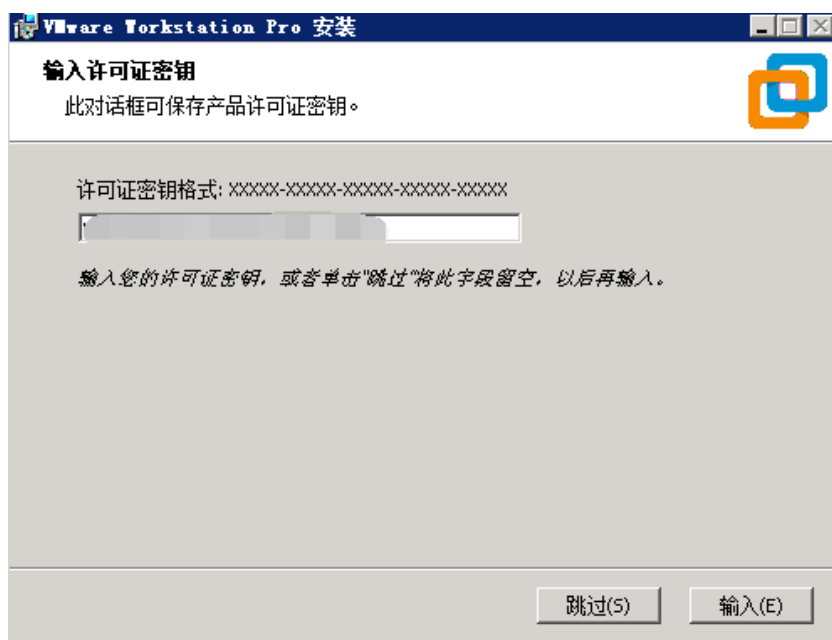 VMware Workstation Pro 安装
输入许可证密钥
此对话框可保存产品许可证密钥。
许可证密钥格式: XXXXX-XXXXX-XXXXX-XXXXX-XXXXX
输入您的许可证密钥，或者单击"跳过"将此字段留空，以后再输入。
跳过(S) 输入(E)